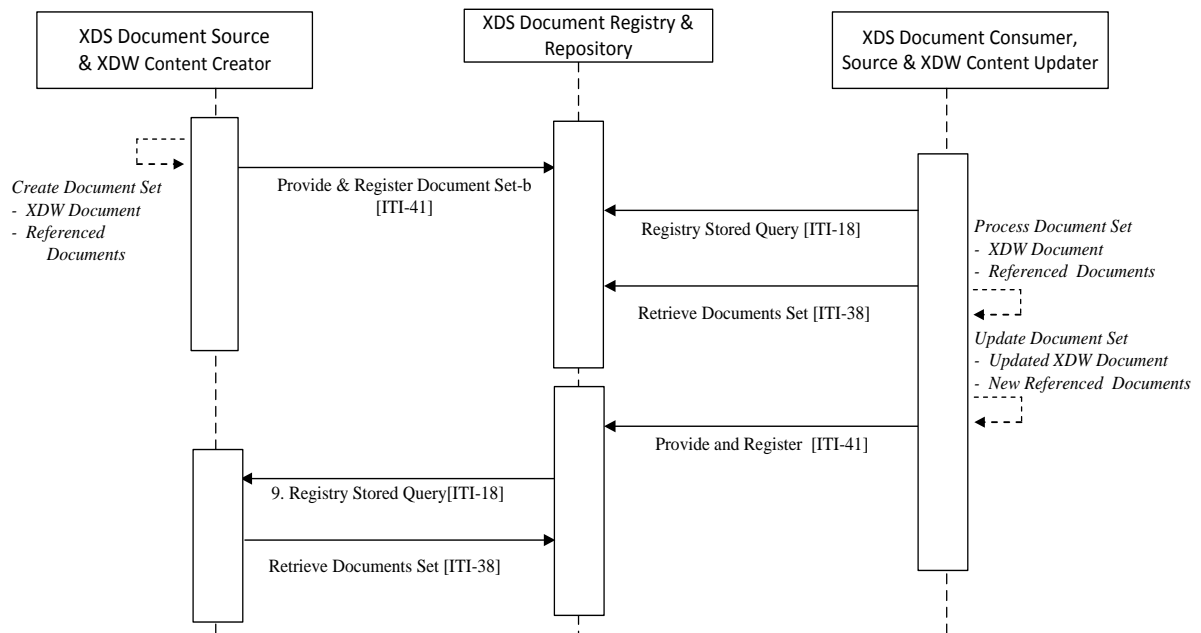 XDS Document Source
& XDW Content Creator
XDS Document Registry &
Repository
XDS Document Consumer,
Source & XDW Content Updater
Create Document Set
- XDW Document
- Referenced
Documents
Provide & Register Document Set-b
[ITI-41]
Registry Stored Query [ITI-18]
Process Document Set
- XDW Document
- Referenced Documents
Retrieve Documents Set [ITI-38]
Update Document Set
- Updated XDW Document
- New Referenced Documents
Provide and Register [ITI-41]
9. Registry Stored Query[ITI-18]
Retrieve Documents Set [ITI-38]